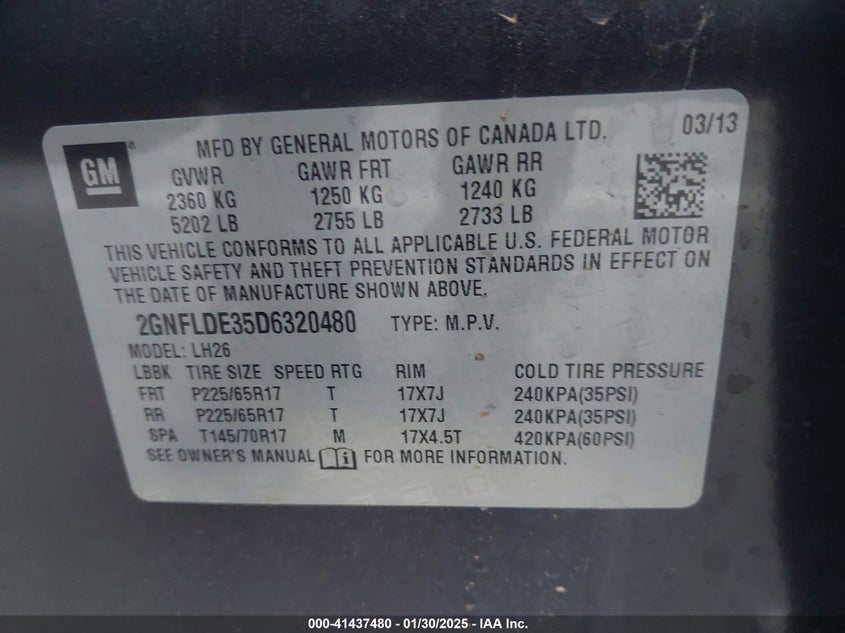 GM ®
MFD BY GENERAL MOTORS OF CANADA LTD. 03/13
GVWR GAWR FRT GAWR RR
2360 KG 1250 KG 1240 KG
5202 LB 2755 LB 2733 LB
THIS VEHICLE CONFORMS TO ALL APPLICABLE U.S. FEDERAL MOTOR
VEHICLE SAFETY AND THEFT PREVENTION STANDARDS IN EFFECT ON
THE DATE OF MANUFACTURE SHOWN ABOVE.
2GNFLDE35D6320480 TYPE: M.P.V.
MODEL: LH26
LBBK TIRE SIZE SPEED RTG RIM COLD TIRE PRESSURE
FRT P225/65R17 T 17X7J 240KPA(35PSI)
RR P225/65R17 T 17X7J 240KPA(35PSI)
SPA T145/70R17 M 17X4.5T 420KPA(60PSI)
SEE OWNER'S MANUAL i FOR MORE INFORMATION.
000-41437480 - 01/30/2025 - IAA Inc.